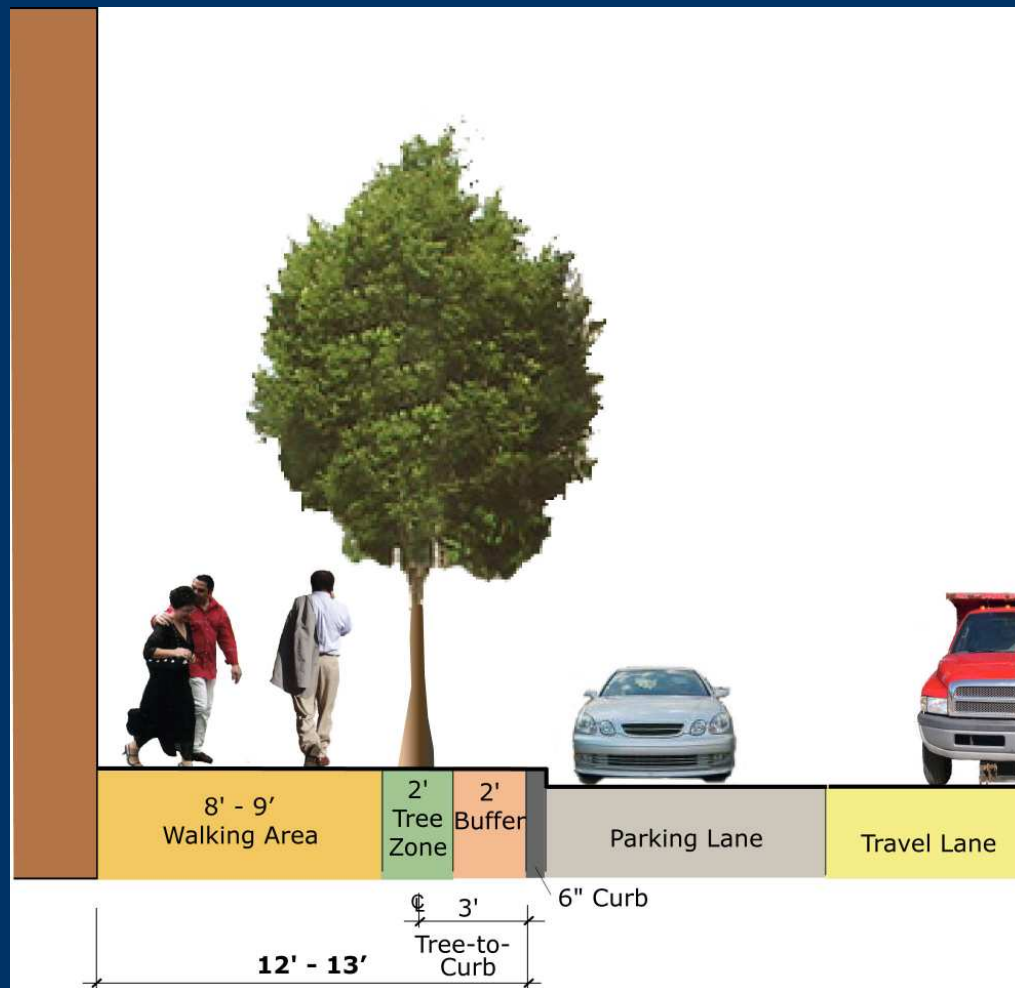 8' - 9′
Walking Area
2'
Tree
Zone
2'
Buffer
Parking Lane
Travel Lane
6" Curb
℄ 3'
Tree-to-
Curb
12' - 13′